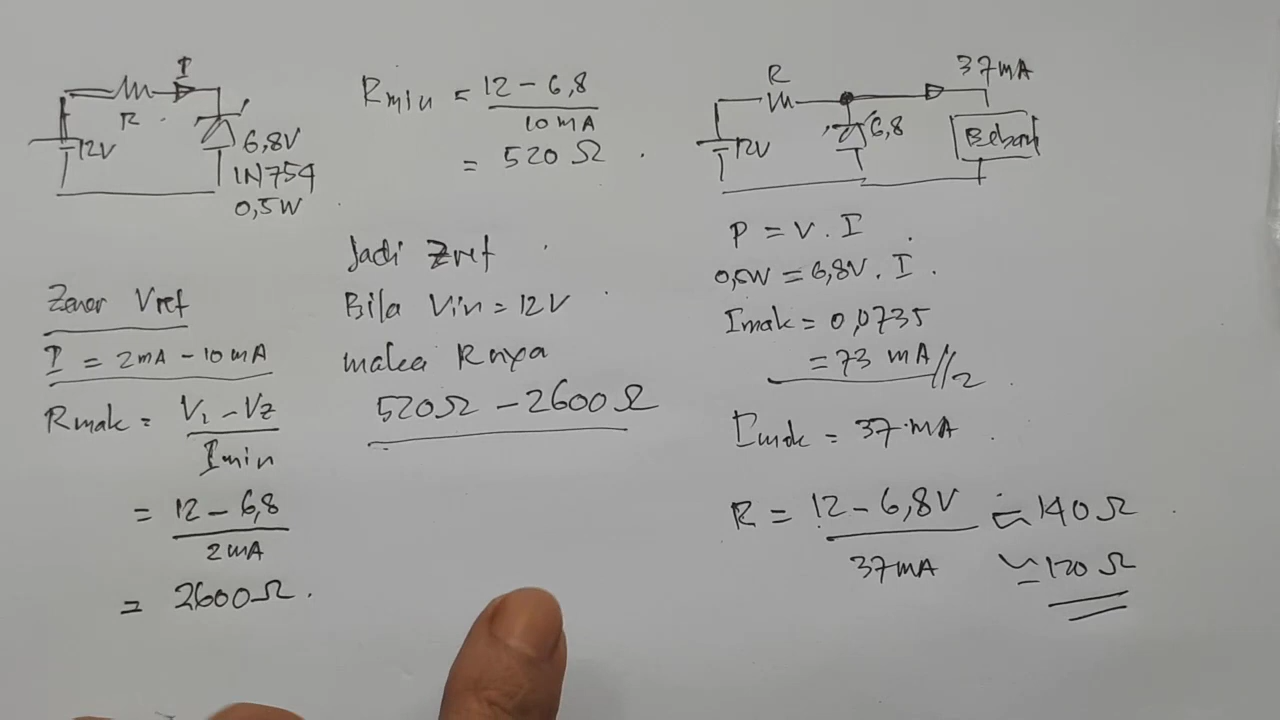 I
R
12V
6,8V
1N754
0,5W
Zener Vref
I = 2mA - 10mA
Rmak = V1 - Vz
Imin
= 12 - 6,8
2mA
= 2600Ω.
Rmin = 12 - 6,8
10mA
= 520Ω
Jadi Zref
Bila Vin = 12V
maka Rnya
520Ω - 2600Ω
R
37mA
12V
6,8
Beban
P = V . I
0,5W = 6,8V . I
Imak = 0,0735
= 73 mA//2
Imak = 37 mA
R = 12 - 6,8V = 140Ω
37mA ≃ 120Ω